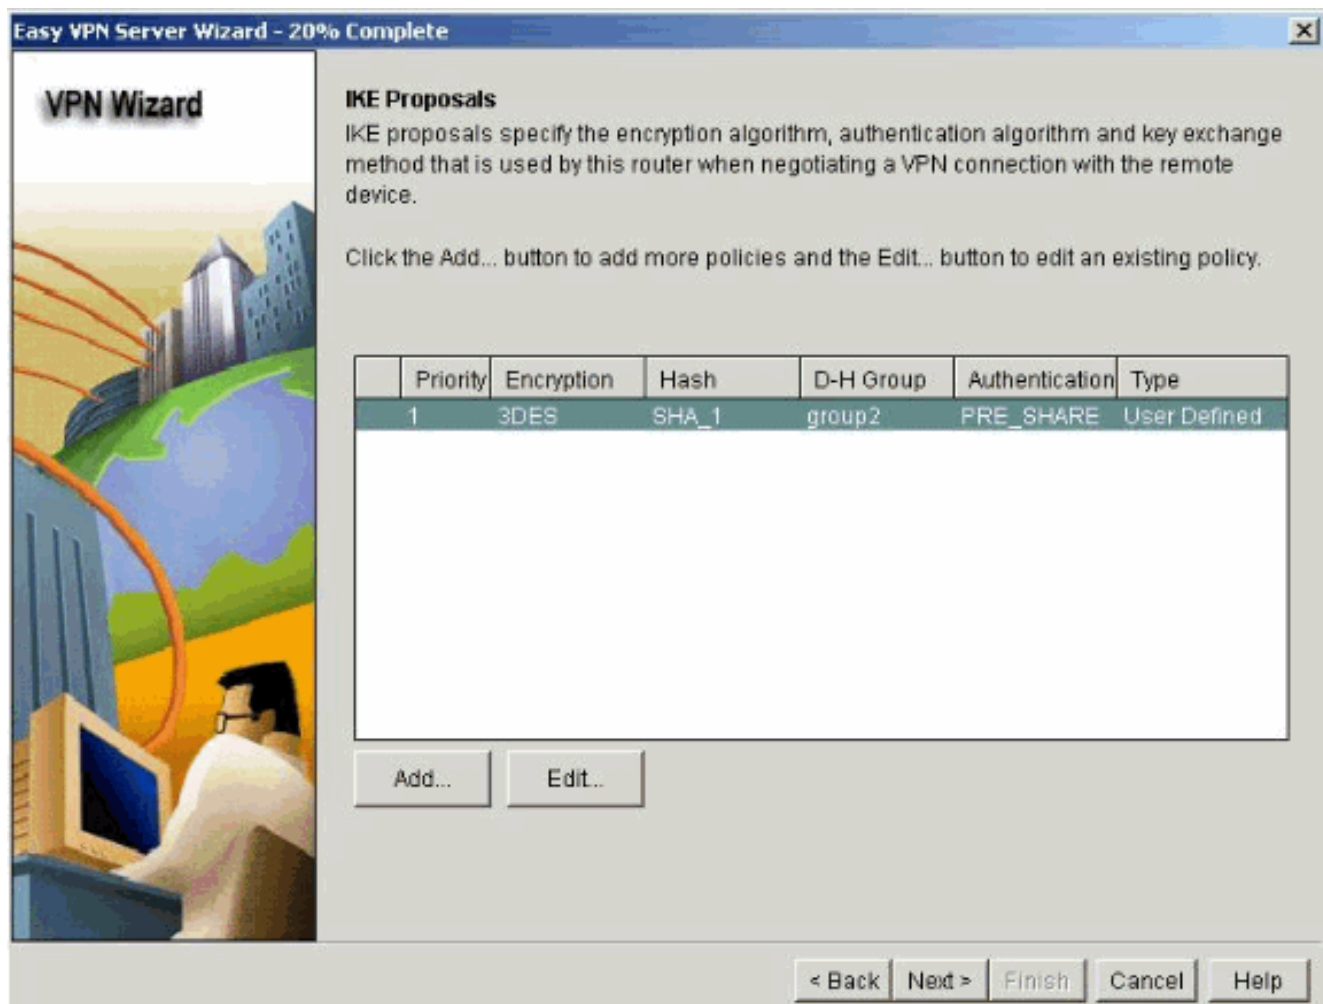 Easy VPN Server Wizard - 20% Complete
VPN Wizard
IKE Proposals
IKE proposals specify the encryption algorithm, authentication algorithm and key exchange
method that is used by this router when negotiating a VPN connection with the remote
device.
Click the Add... button to add more policies and the Edit... button to edit an existing policy.
Priority Encryption Hash D-H Group Authentication Type
1 3DES SHA_1 group2 PRE_SHARE User Defined
Add... Edit...
< Back Next > Finish Cancel Help